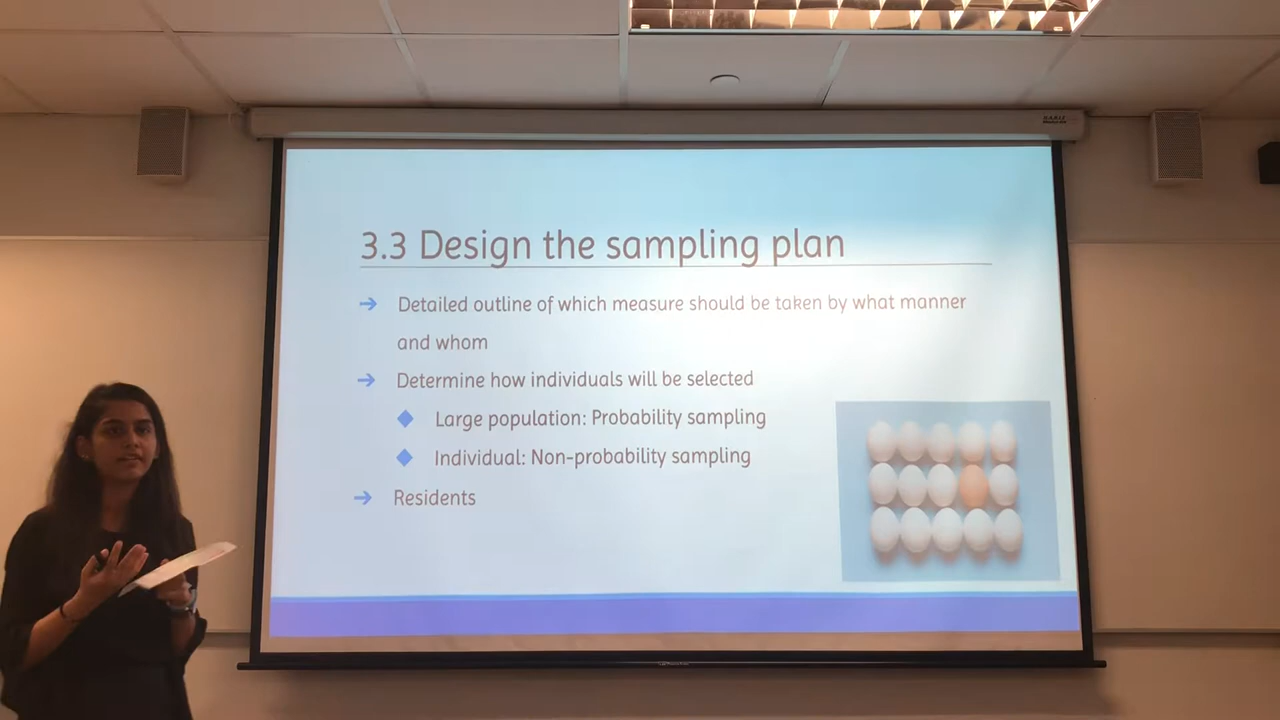 3.3 Design the sampling plan
➔ Detailed outline of which measure should be taken by what manner
and whom
➔ Determine how individuals will be selected
◆ Large population: Probability sampling
◆ Individual: Non-probability sampling
➔ Residents